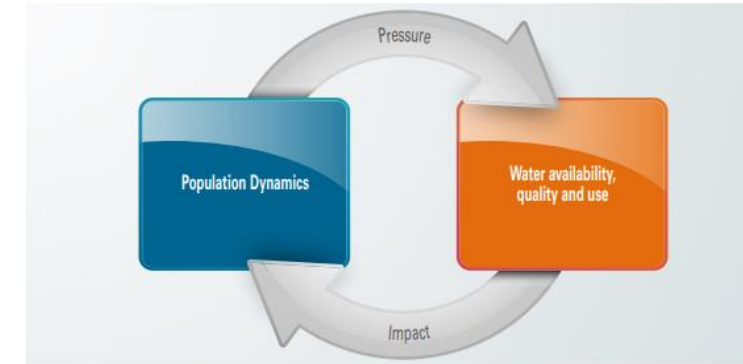 Pressure
Population Dynamics
Water availability,
quality and use
Impact